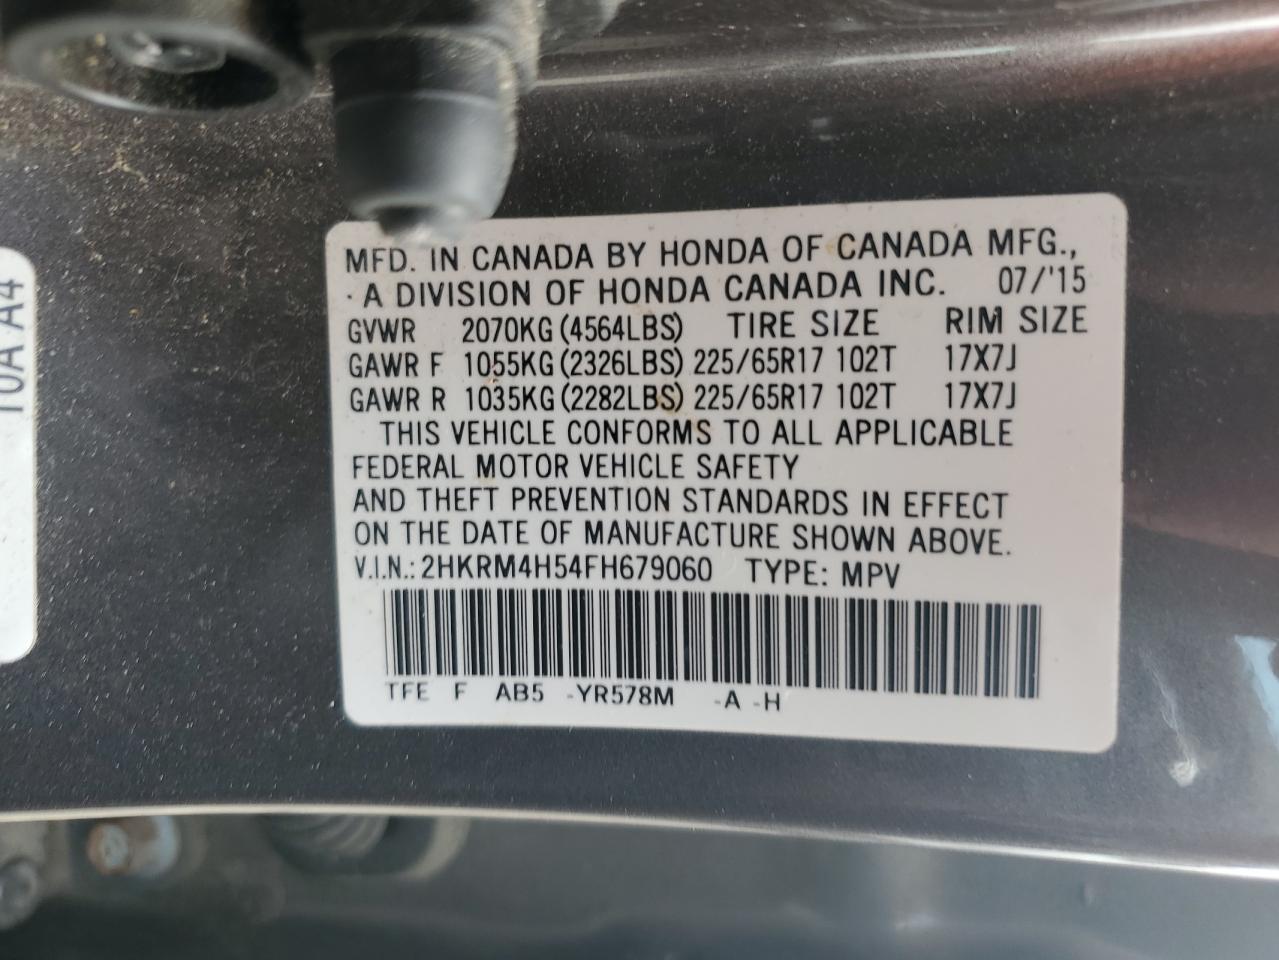 MFD. IN CANADA BY HONDA OF CANADA MFG.,
A DIVISION OF HONDA CANADA INC. 07/'15
GVWR 2070KG (4564LBS) TIRE SIZE RIM SIZE
GAWR F 1055KG (2326LBS) 225/65R17 102T 17X7J
GAWR R 1035KG (2282LBS) 225/65R17 102T 17X7J
THIS VEHICLE CONFORMS TO ALL APPLICABLE
FEDERAL MOTOR VEHICLE SAFETY
AND THEFT PREVENTION STANDARDS IN EFFECT
ON THE DATE OF MANUFACTURE SHOWN ABOVE.
V.I.N.: 2HKRM4H54FH679060 TYPE: MPV
TFE F AB5 -YR578M -A -H
10A A4